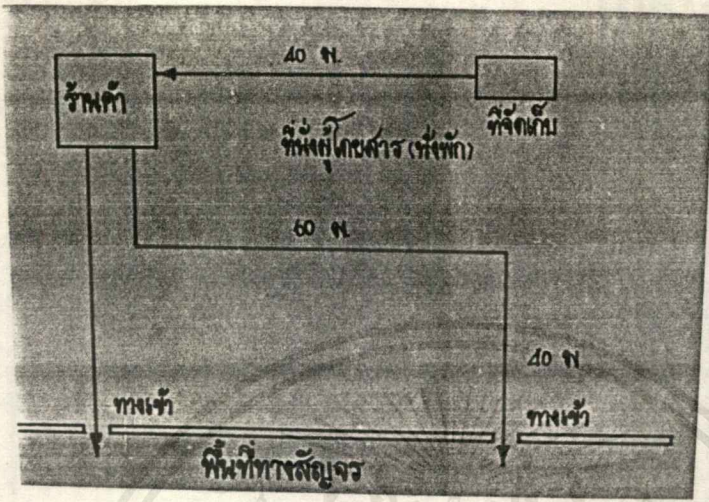 40 ม.
ร้านค้า
ที่จัดเก็บ
ที่นั่งผู้โดยสาร (นั่งพัก)
60 ม.
40 ม
ทางเข้า
ทางเข้า
พื้นที่ทางสัญจร